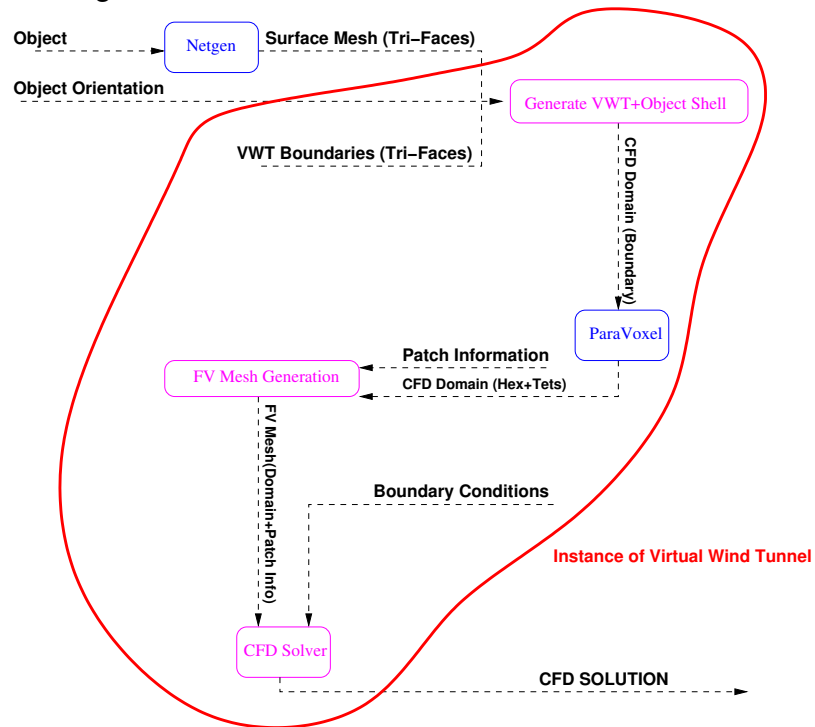 Object
Netgen
Surface Mesh (Tri-Faces)
Object Orientation
Generate VWT+Object Shell
VWT Boundaries (Tri-Faces)
CFD Domain (Boundary)
ParaVoxel
Patch Information
FV Mesh Generation
CFD Domain (Hex+Tets)
FV Mesh(Domain+Patch Info)
Boundary Conditions
Instance of Virtual Wind Tunnel
CFD Solver
CFD SOLUTION